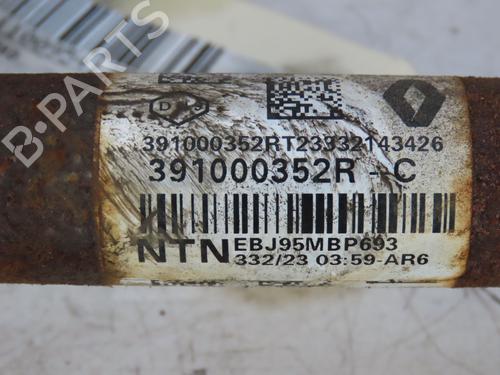 D
391000352RT23332143426
391000352R - C
NTN EBJ95MBP693
332/23 03:59-AR6
B-PARTS